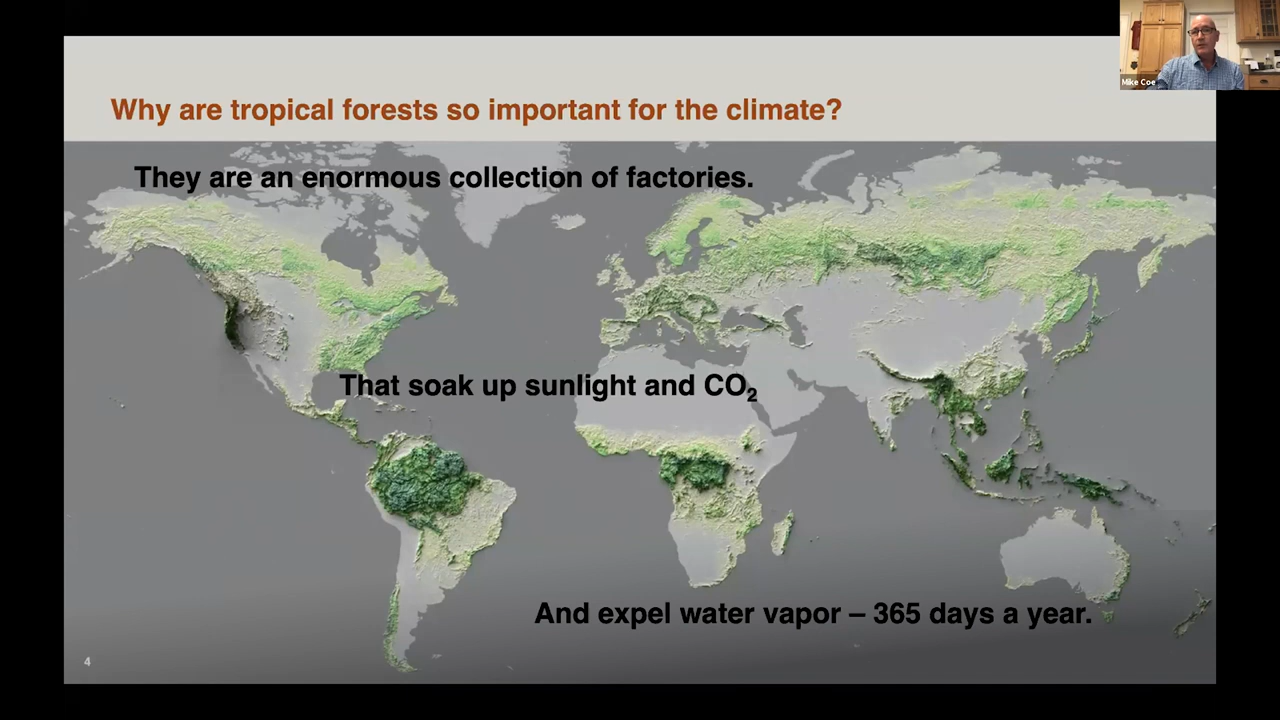 Mike Coe
Why are tropical forests so important for the climate?
They are an enormous collection of factories.
That soak up sunlight and CO₂
And expel water vapor – 365 days a year.
4